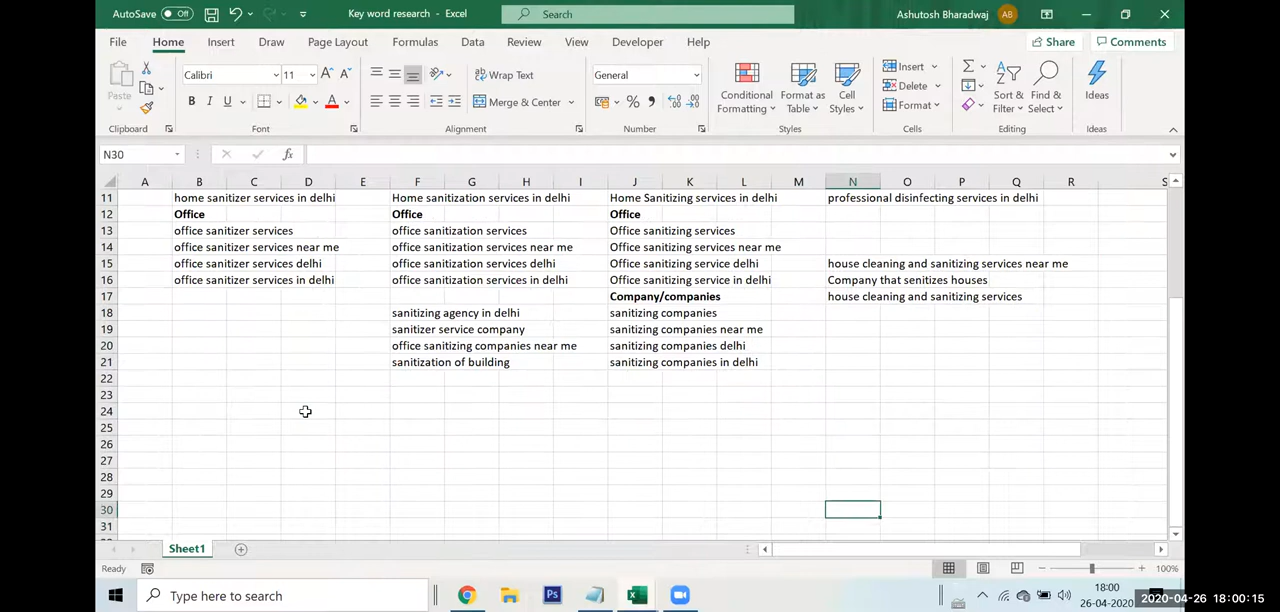 AutoSave Off Key word research - Excel Search Ashutosh Bharadwaj AB
File Home Insert Draw Page Layout Formulas Data Review View Developer Help Share Comments
Paste Calibri 11 A A Wrap Text General Conditional Formatting Format as Table Cell Styles Insert Sort & Filter Find & Select Ideas
B I U A Merge & Center % Delete
Format
Clipboard Font Alignment Number Styles Cells Editing Ideas
N30 fx
A B C D E F G H I J K L M N O P Q R S
11 home sanitizer services in delhi Home sanitization services in delhi Home Sanitizing services in delhi professional disinfecting services in delhi
12 Office Office Office
13 office sanitizer services office sanitization services Office sanitizing services
14 office sanitizer services near me office sanitization services near me Office sanitizing services near me
15 office sanitizer services delhi office sanitization services delhi Office sanitizing service delhi house cleaning and sanitizing services near me
16 office sanitizer services in delhi office sanitization services in delhi Office sanitizing service in delhi Company that senitizes houses
17 Company/companies house cleaning and sanitizing services
18 sanitizing agency in delhi sanitizing companies
19 sanitizer service company sanitizing companies near me
20 office sanitizing companies near me sanitizing companies delhi
21 sanitization of building sanitizing companies in delhi
22
23
24
25
26
27
28
29
30
31
Sheet1
Ready 100%
Type here to search Ps 18:00
26-04-2020
2020-04-26 18:00:15